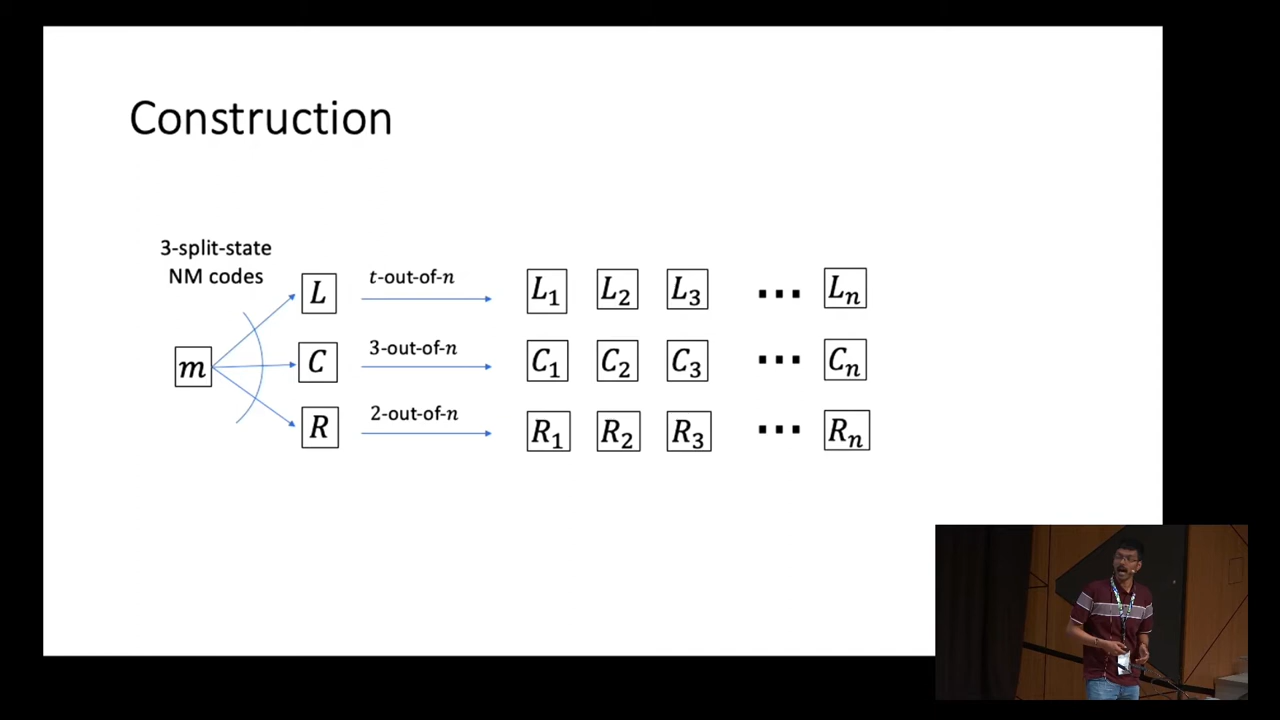 Construction
3-split-state
NM codes
m
L
t-out-of-n
L₁ L₂ L₃ ⋯ Lₙ
C
3-out-of-n
C₁ C₂ C₃ ⋯ Cₙ
R
2-out-of-n
R₁ R₂ R₃ ⋯ Rₙ